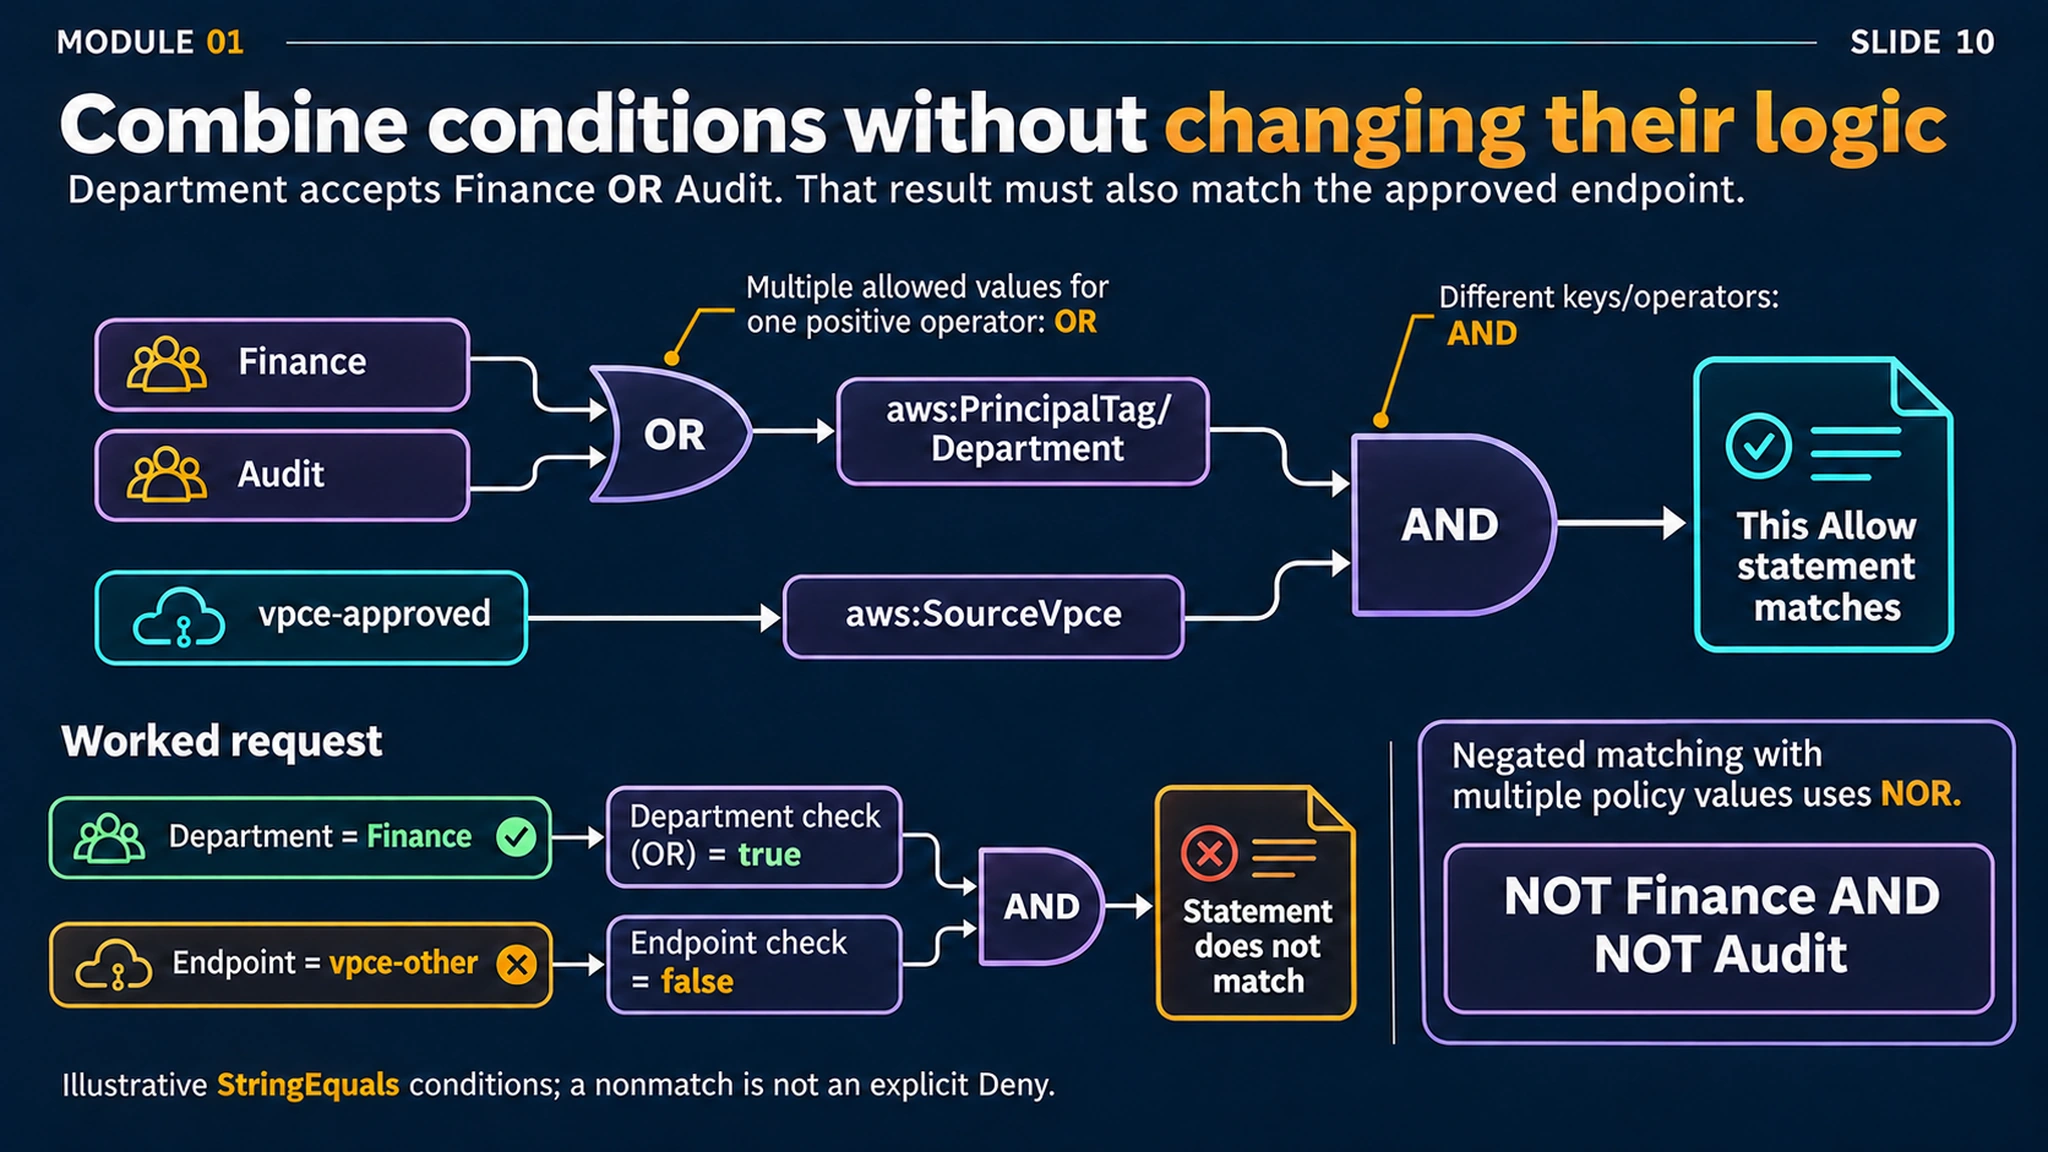 MODULE 01
SLIDE 10
Combine conditions without changing their logic
Department accepts Finance OR Audit. That result must also match the approved endpoint.
Multiple allowed values for
one positive operator: OR
Different keys/operators:
AND
Finance
Audit
OR
aws:PrincipalTag/
Department
AND
This Allow
statement
matches
vpce-approved
aws:SourceVpce
Worked request
Department = Finance
Department check
(OR) = true
Endpoint = vpce-other
Endpoint check
= false
AND
Statement
does not
match
Negated matching with
multiple policy values uses NOR.
NOT Finance AND
NOT Audit
Illustrative StringEquals conditions; a nonmatch is not an explicit Deny.